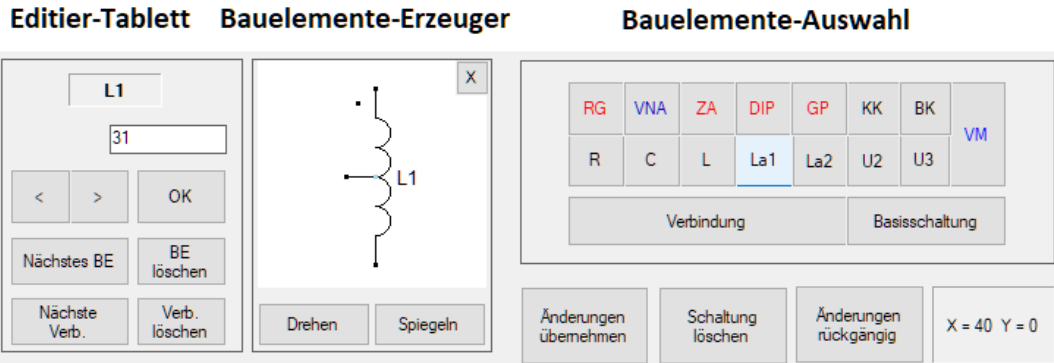 Editier-Tablett Bauelemente-Erzeuger Bauelemente-Auswahl
L1
31
< > OK
Nächstes BE
BE
löschen
Nächste
Verb.
Verb.
löschen
X
L1
Drehen Spiegeln
RG VNA ZA DIP GP KK BK VM
R C L La1 La2 U2 U3
Verbindung Basisschaltung
Änderungen
übernehmen
Schaltung
löschen
Änderungen
rückgängig
X = 40 Y = 0